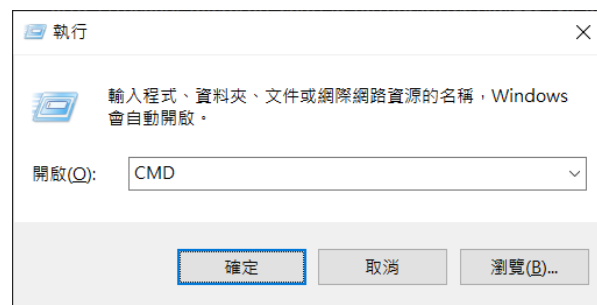 執行
輸入程式、資料夾、文件或網際網路資源的名稱，Windows
會自動開啟。
開啟(O):
CMD
確定
取消
瀏覽(B)...